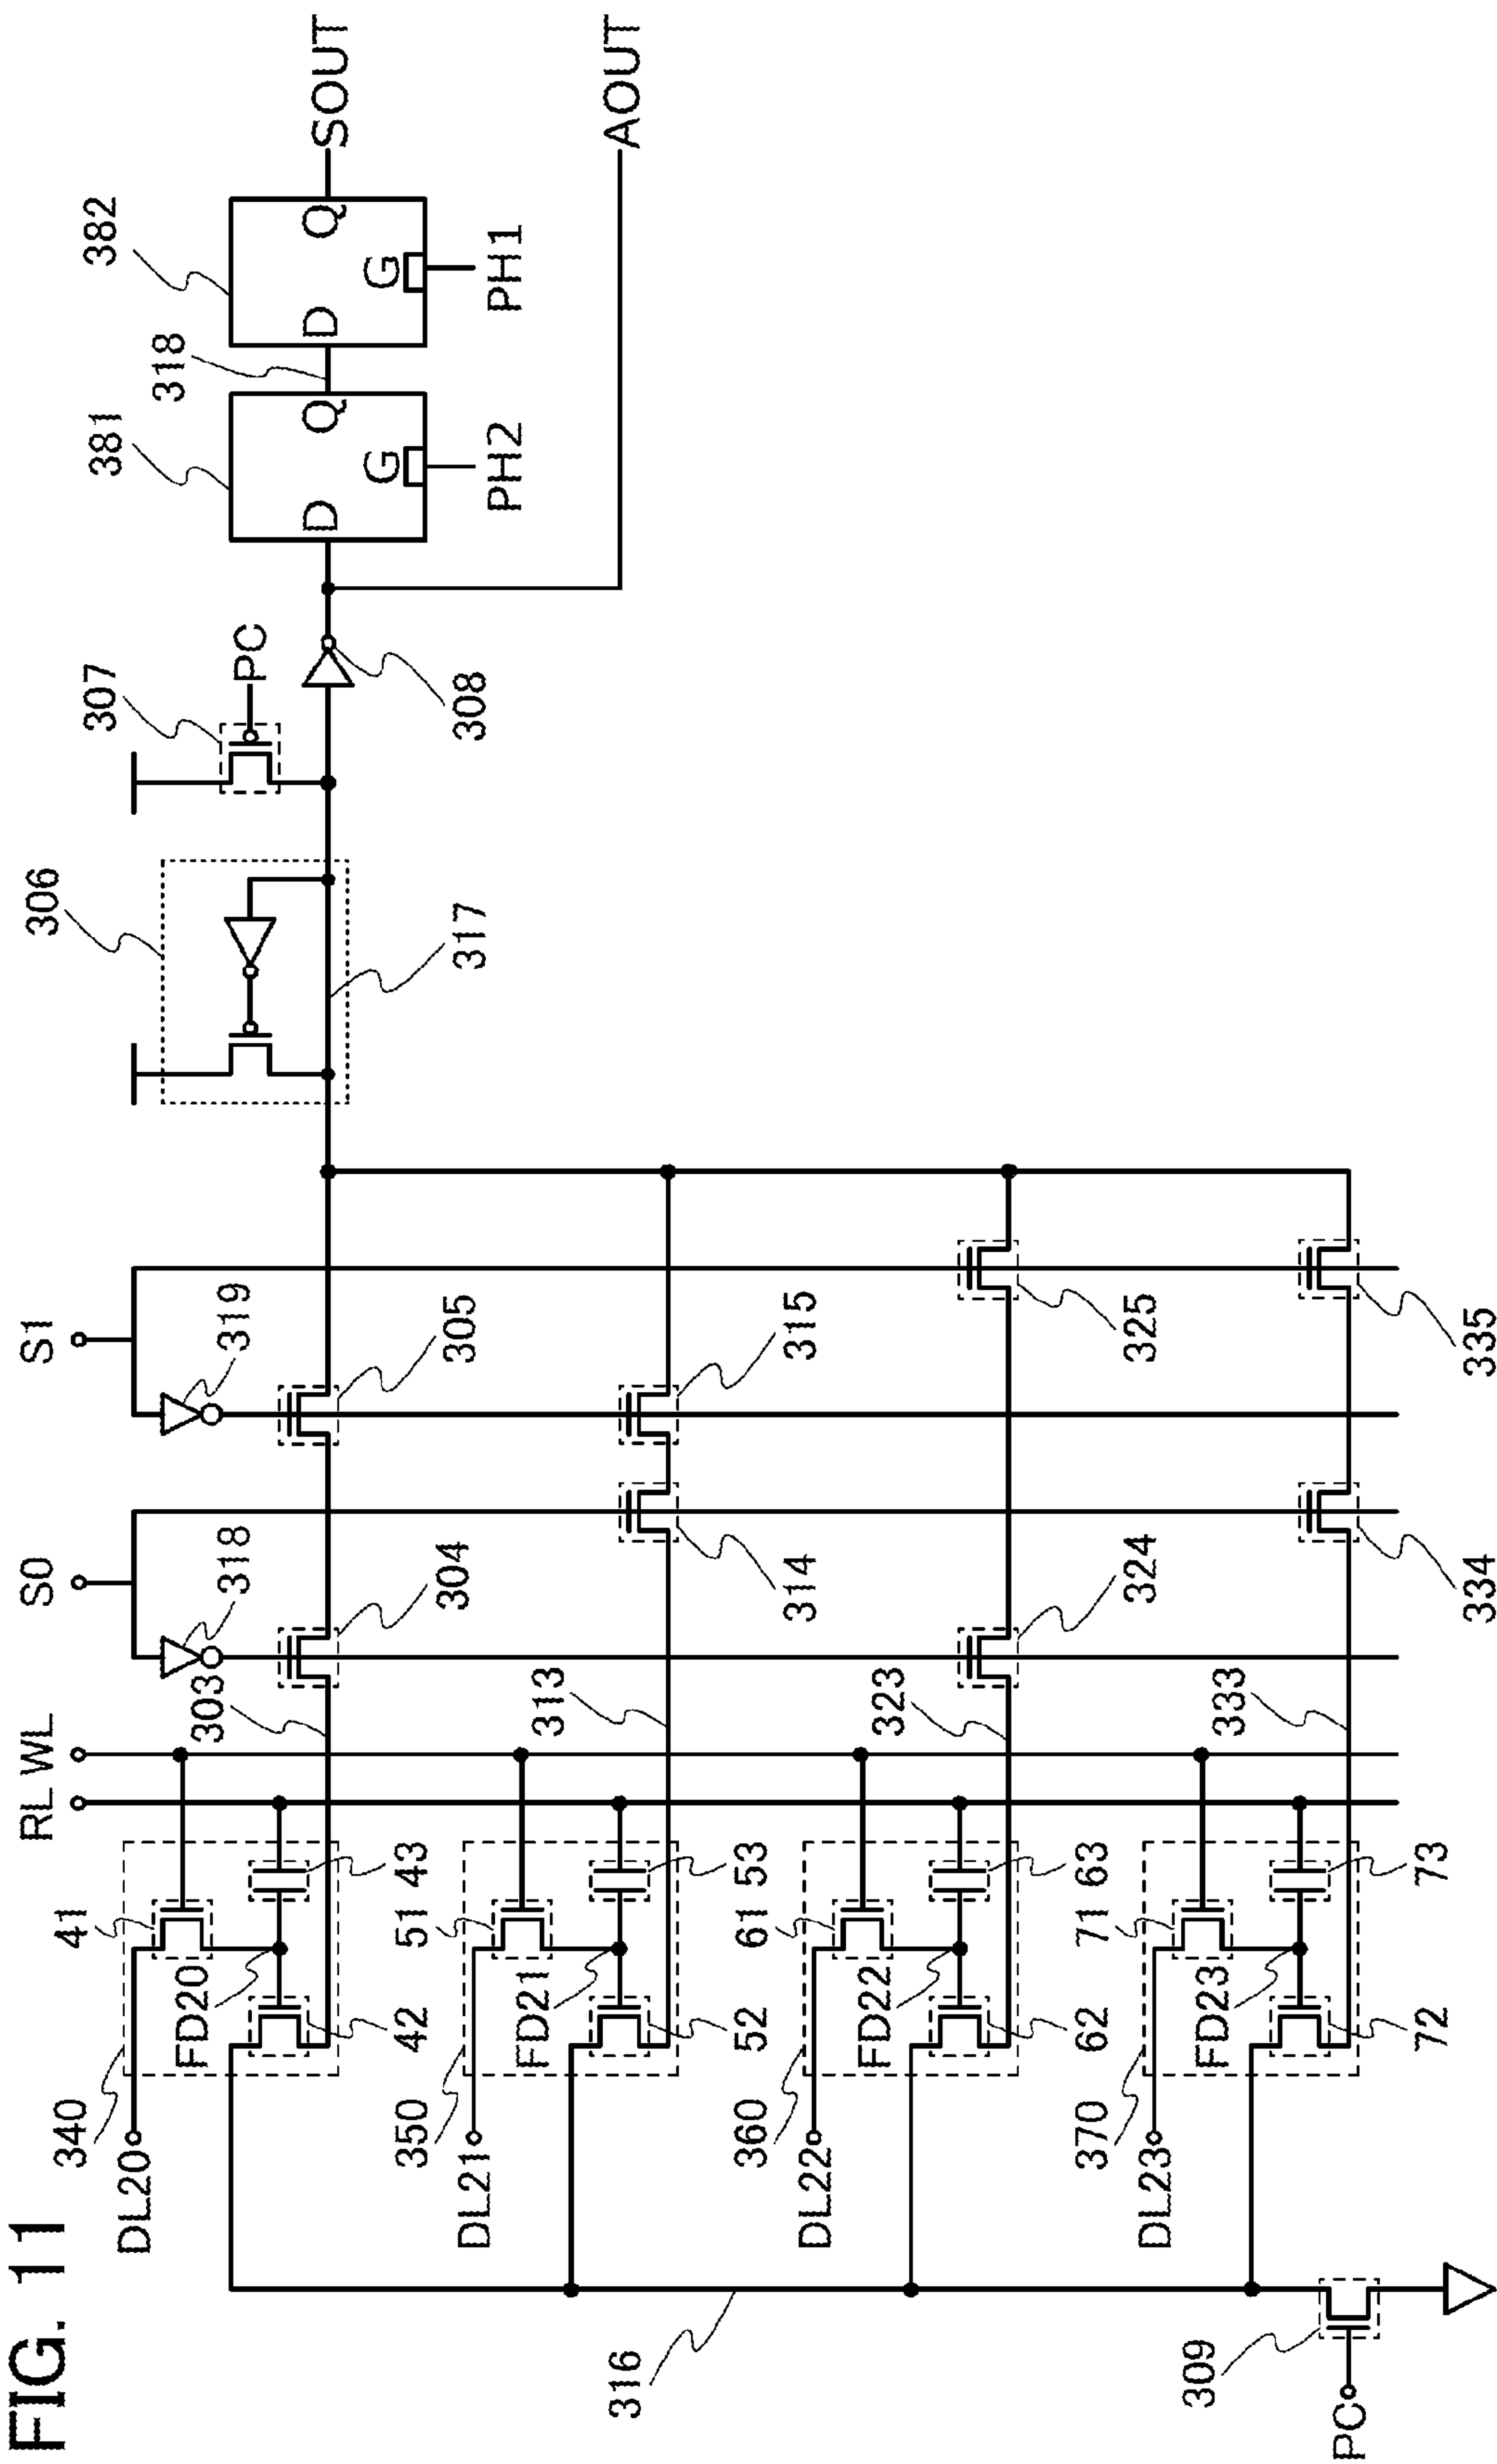 FIG. 11
RL
WL
S0
S1
318
319
340
DL20
41
FD20
42
43
303
304
305
306
317
307
PC
308
381
D
Q
G
PH2
318
382
D
Q
G
PH1
SOUT
AOUT
350
DL21
51
FD21
52
53
313
314
315
360
DL22
61
FD22
62
63
323
324
325
370
DL23
71
FD23
72
73
333
334
335
316
309
PC